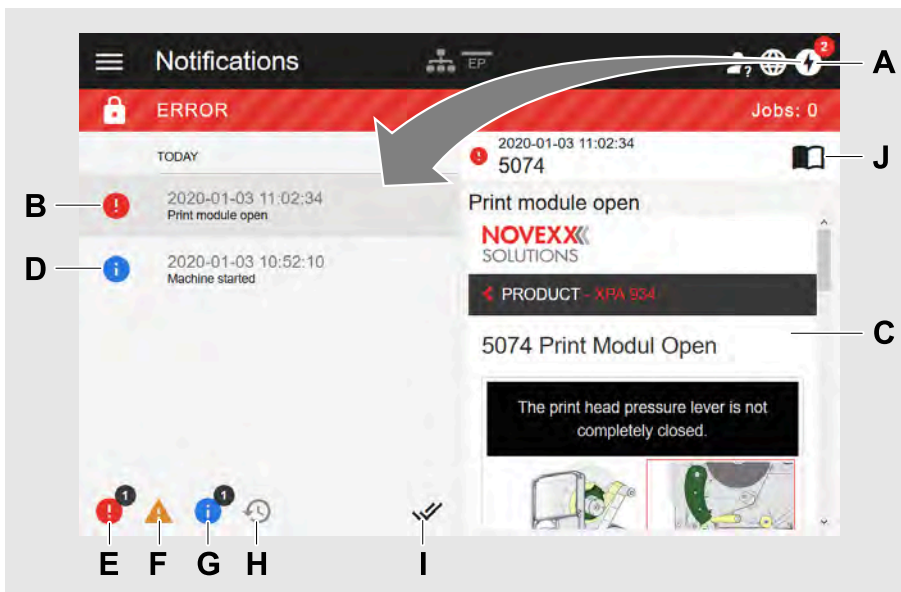 Notifications
EP
?
2
A
ERROR
Jobs: 0
TODAY
2020-01-03 11:02:34
5074
J
B
2020-01-03 11:02:34
Print module open
Print module open
NOVEXX
SOLUTIONS
D
2020-01-03 10:52:10
Machine started
PRODUCT - XPA 934
5074 Print Modul Open
C
The print head pressure lever is not
completely closed.
1
1
E
F
G
H
I